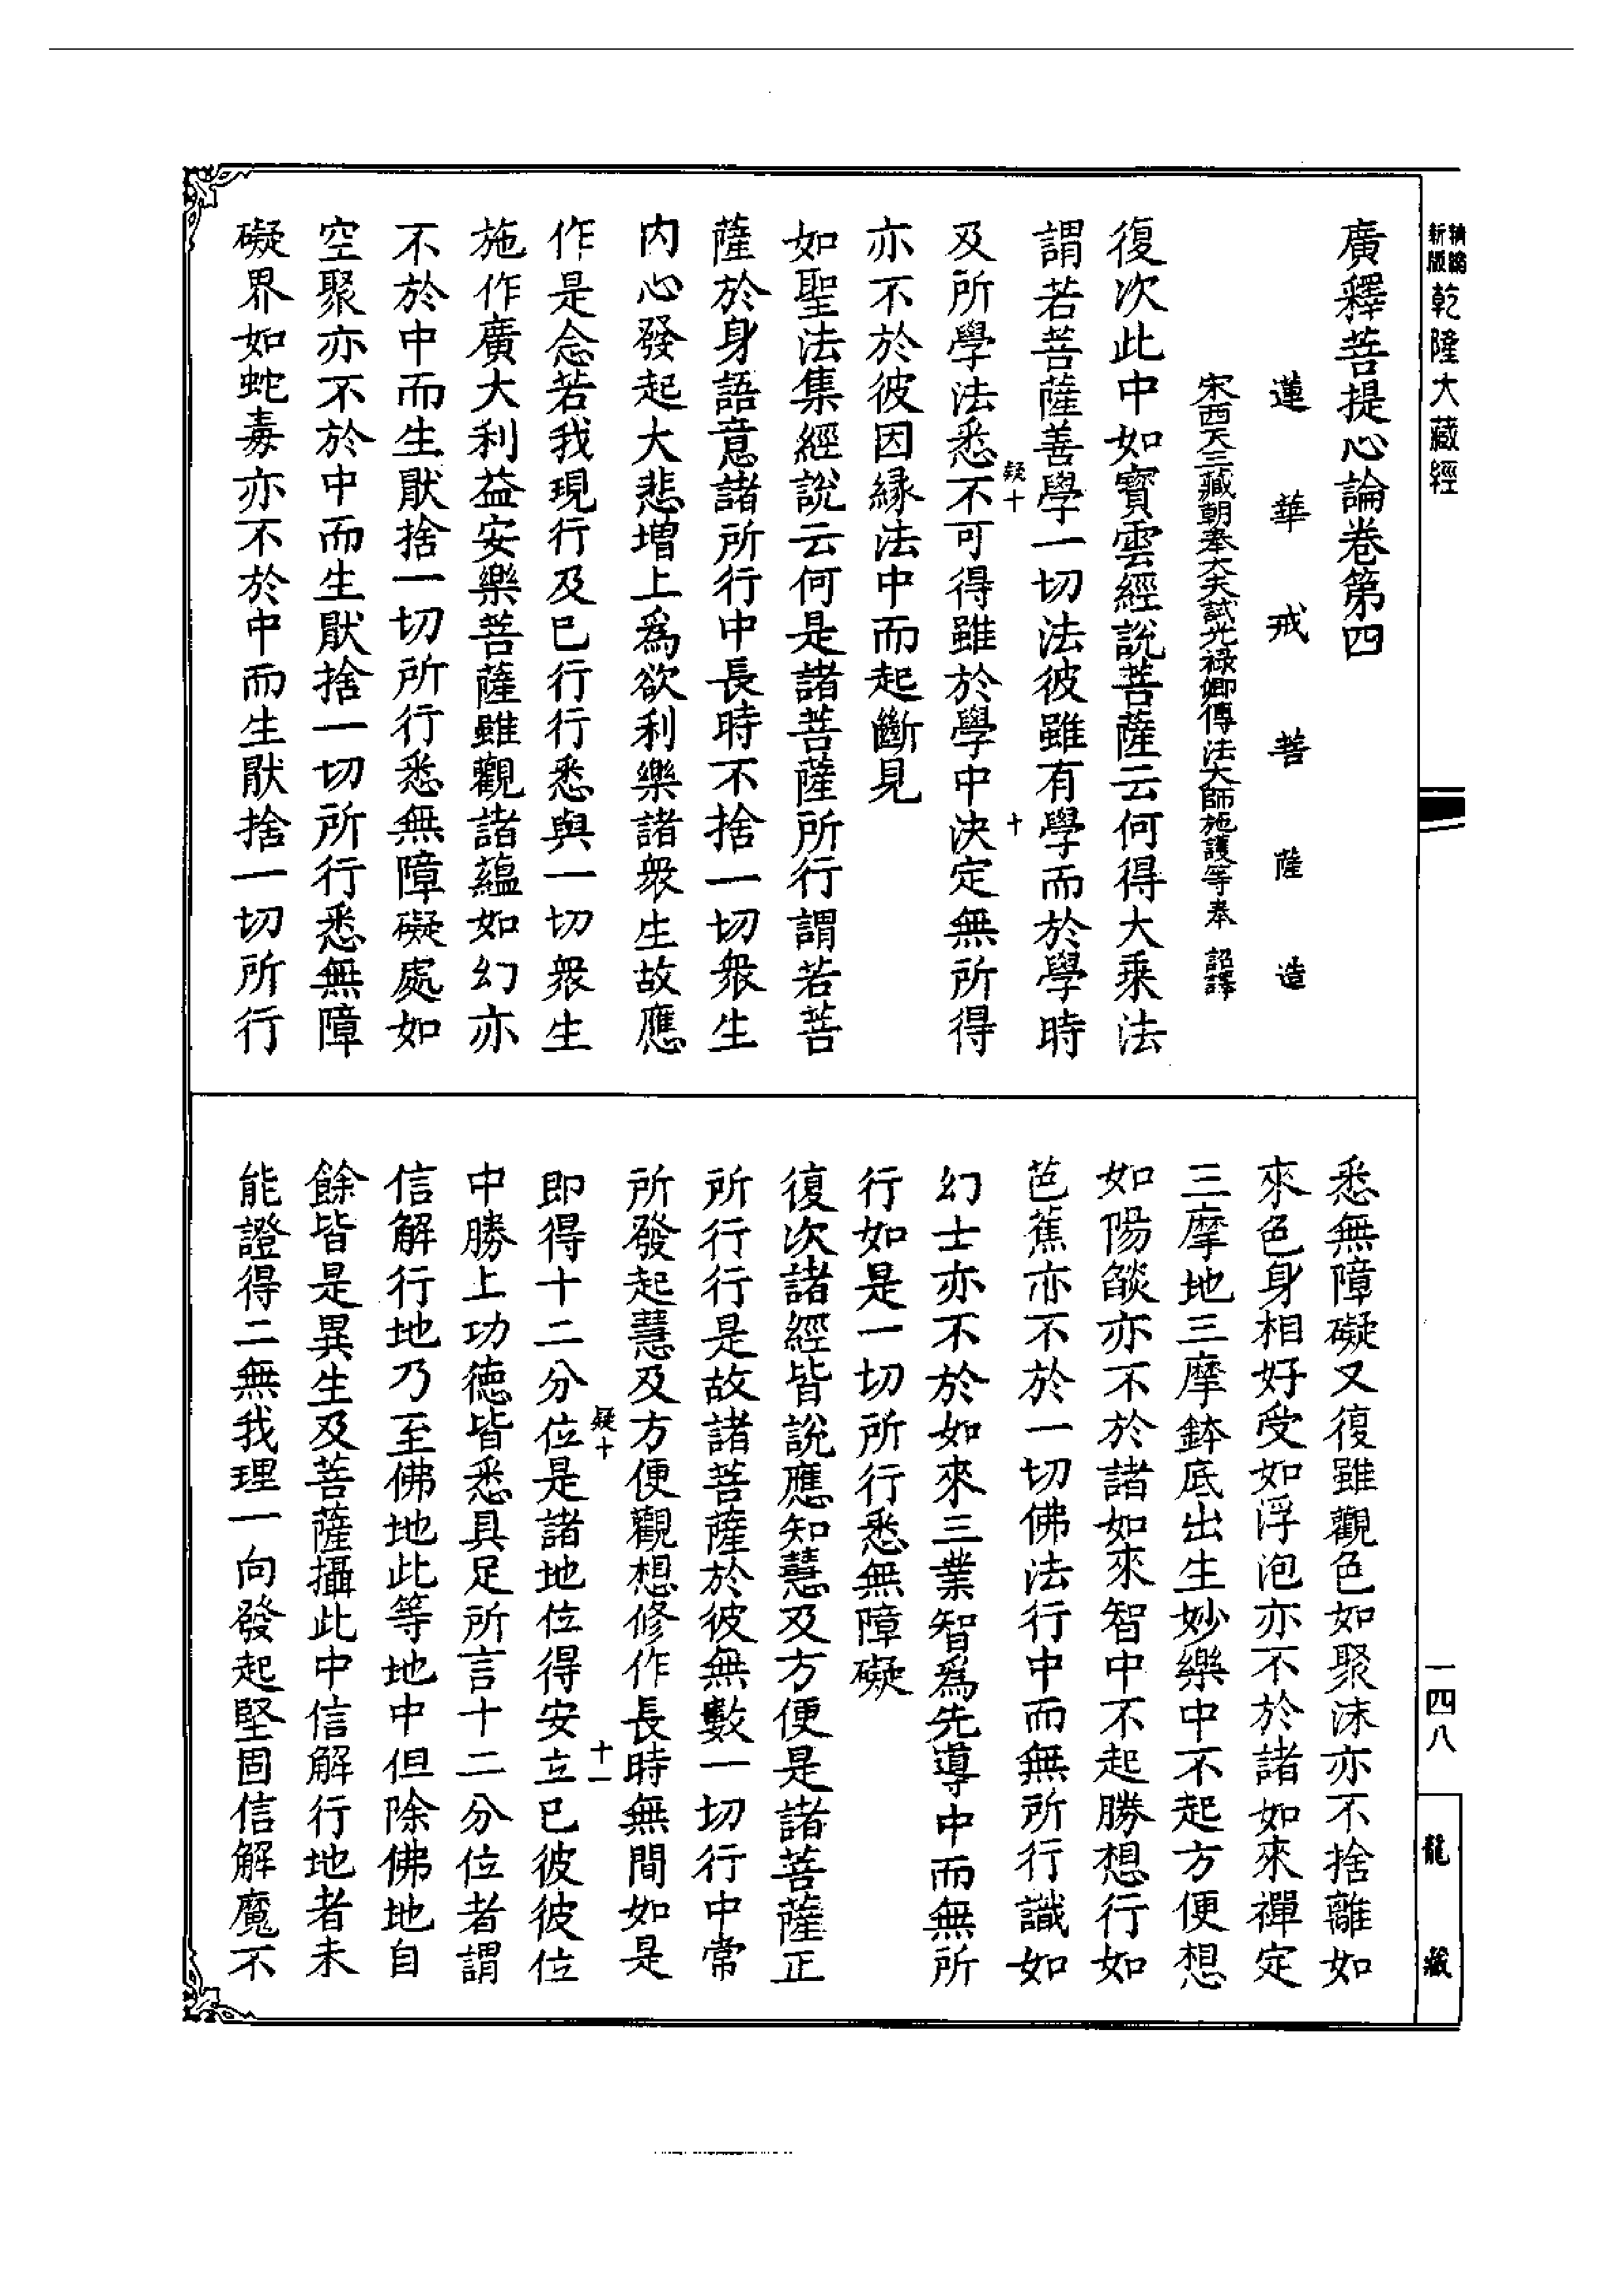 新版精縮乾隆大藏經
廣釋菩提心論卷第四
蓮華戒菩薩造
宋西天三藏朝奉大夫試光祿卿傳法大師施護等奉 詔譯
復次此中如寶雲經說菩薩云何得大乘法
謂若菩薩善學一切法彼雖有學而於學時
疑十 十
及所學法悉不可得雖於學中決定無所得
亦不於彼因緣法中而起斷見
如聖法集經說云何是諸菩薩所行謂若菩
薩於身語意諸所行中長時不捨一切衆生
內心發起大悲增上爲欲利樂諸衆生故應
作是念若我現行及已行行悉與一切衆生
施作廣大利益安樂菩薩雖觀諸蘊如幻亦
不於中而生厭捨一切所行悉無障礙處如
空聚亦不於中而生厭捨一切所行悉無障
礙界如蛇毒亦不於中而生厭捨一切所行
悉無障礙又復雖觀色如聚沫亦不捨離如
來色身相好受如浮泡亦不於諸如來禪定
三摩地三摩鉢底出生妙樂中不起方便想
如陽燄亦不於諸如來智中不起勝想行如
芭蕉亦不於一切佛法行中而無所行識如
幻士亦不於如來三業智爲先導中而無所
行如是一切所行悉無障礙
復次諸經皆說應知慧及方便是諸菩薩正
所行行是故諸菩薩於彼無數一切行中常
所發起慧及方便觀想修作長時無間如是
疑十 十一
即得十二分位是諸地位得安立已彼彼位
中勝上功德皆悉具足所言十二分位者謂
信解行地乃至佛地此等地中但除佛地自
餘皆是異生及菩薩攝此中信解行地者未
能證得二無我理一向發起堅固信解魔不
一四八
龍藏